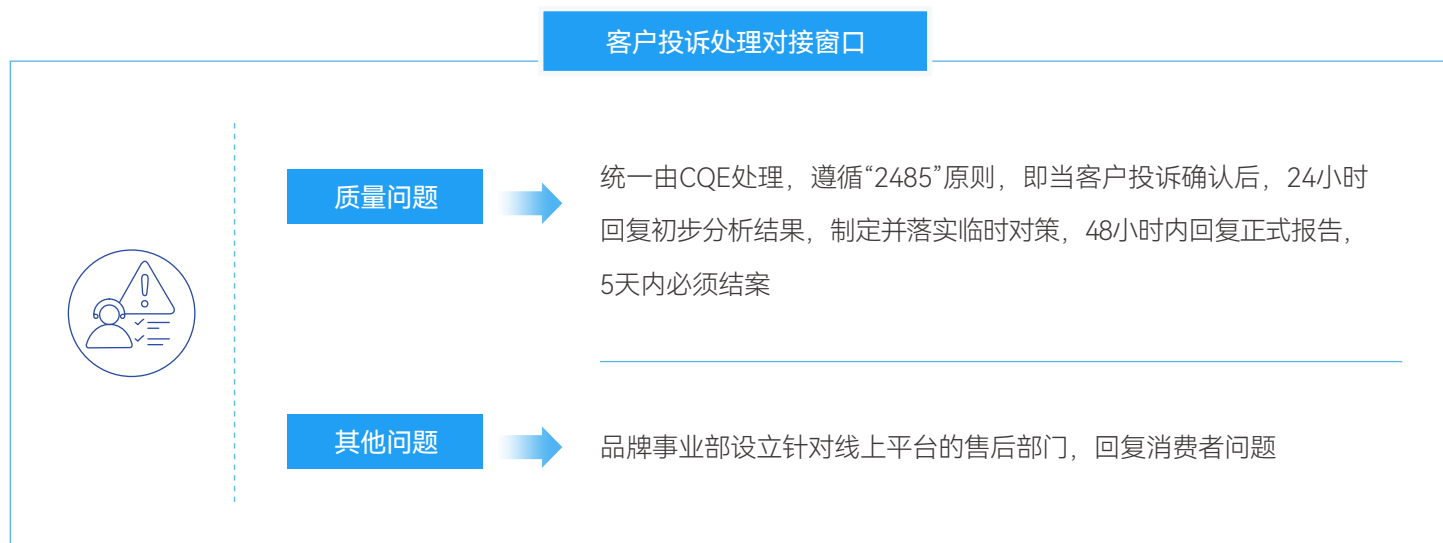 客户投诉处理对接窗口
质量问题
统一由CQE处理，遵循“2485”原则，即当客户投诉确认后，24小时
回复初步分析结果，制定并落实临时对策，48小时内回复正式报告，
5天内必须结案
其他问题
品牌事业部设立针对线上平台的售后部门，回复消费者问题